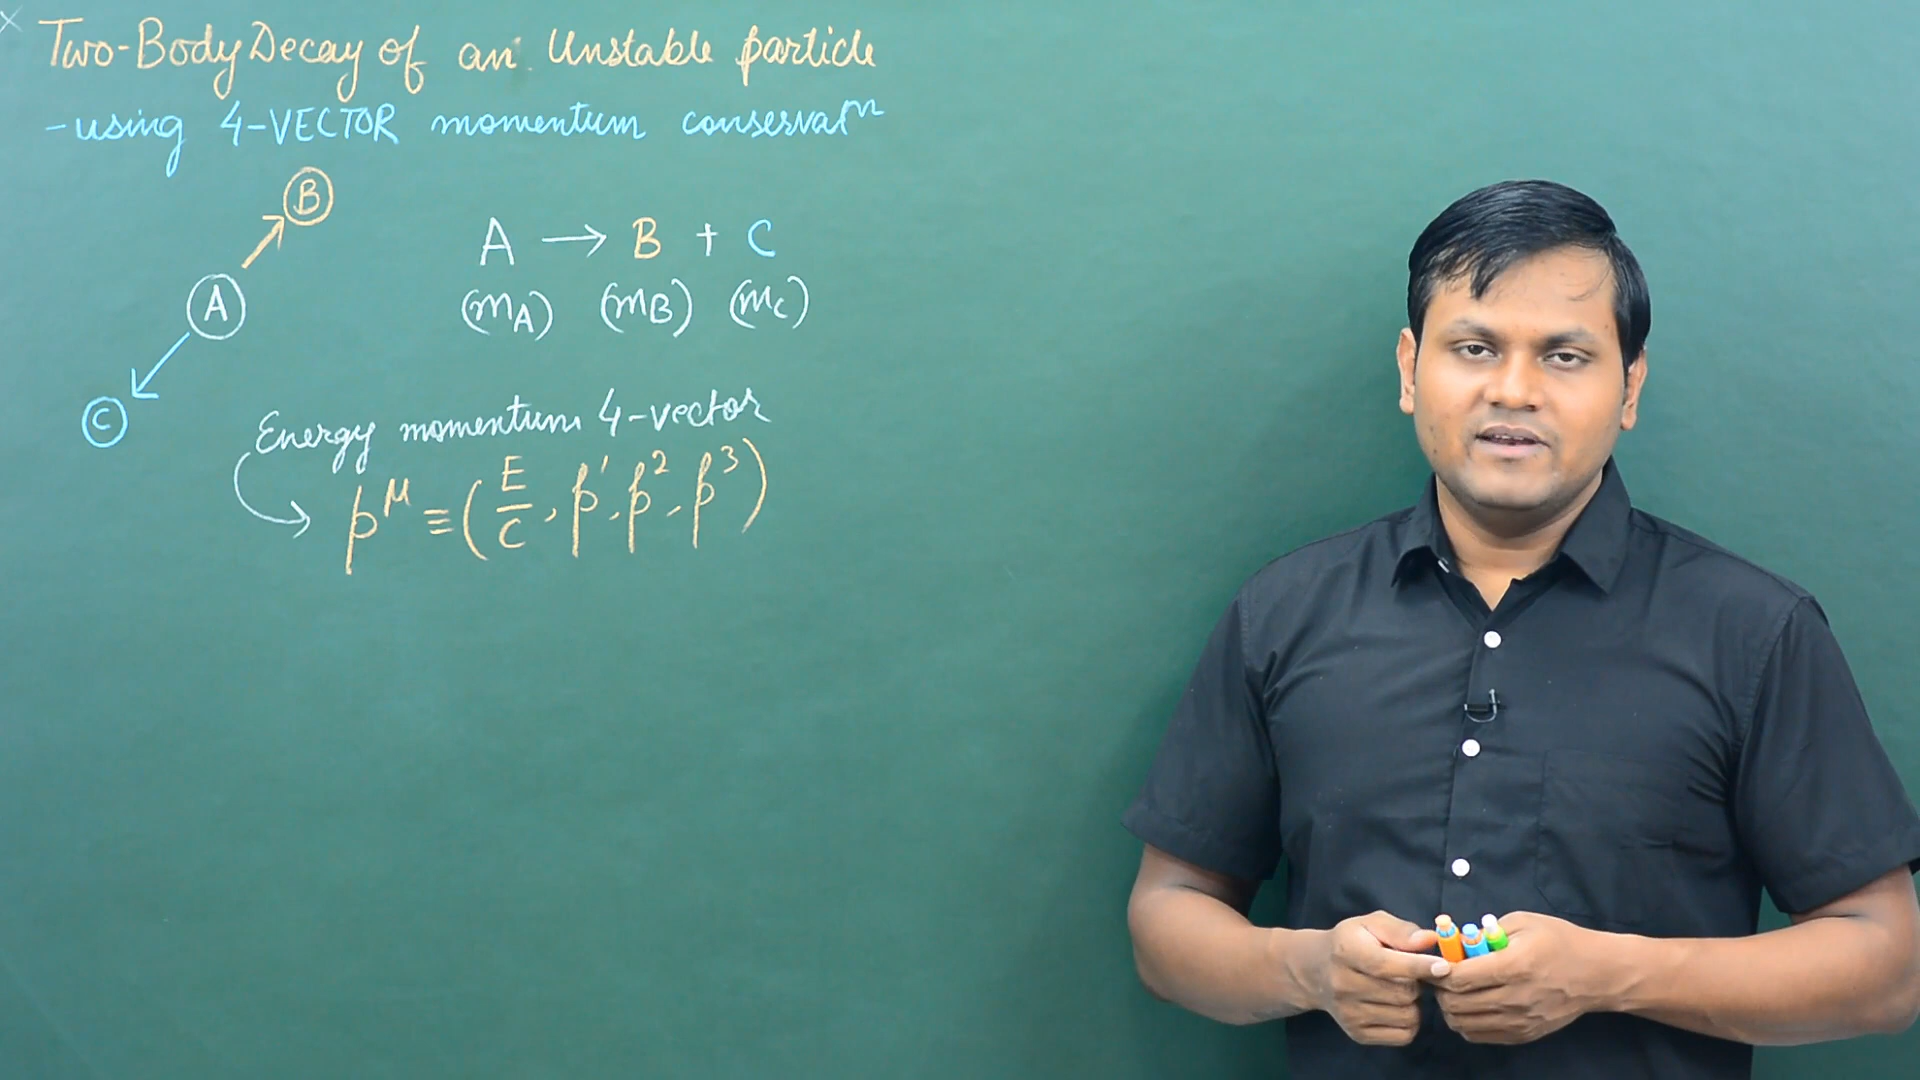 Two-Body Decay of an Unstable particle
-using 4-VECTOR momentum conservatⁿ
B
A → B + C
A
(mA) (mB) (mC)
C
Energy momentum 4-vector
pᴹ ≡ (E/C, p¹, p², p³)